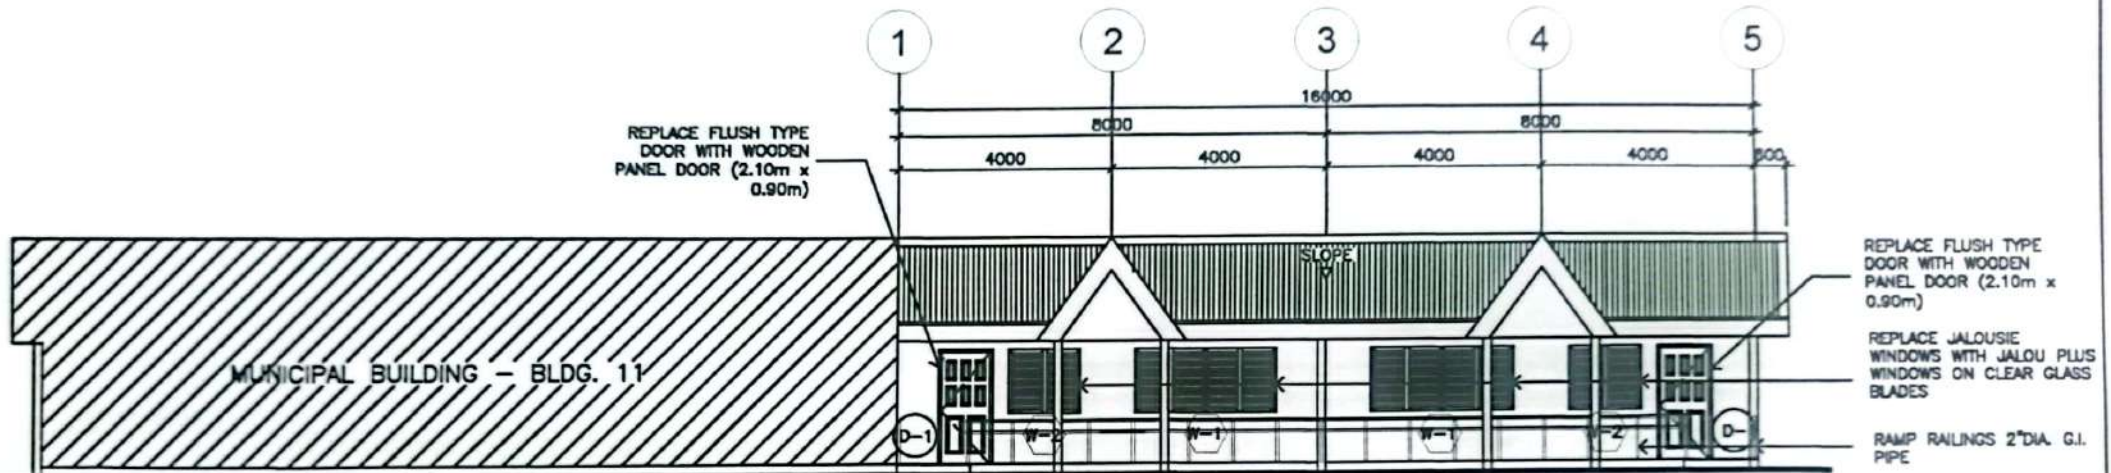 1 2 3 4 5
16000
8000 8000
4000 4000 4000 4000 600
REPLACE FLUSH TYPE
DOOR WITH WOODEN
PANEL DOOR (2.10m x
0.90m)
SLOPE
REPLACE FLUSH TYPE
DOOR WITH WOODEN
PANEL DOOR (2.10m x
0.90m)
REPLACE JALOUSIE
WINDOWS WITH JALOU PLUS
WINDOWS ON CLEAR GLASS
BLADES
MUNICIPAL BUILDING – BLDG. 11
D-1 W-2 W-1 W-1 W-2 D-
RAMP RAILINGS 2"DIA. G.I.
PIPE